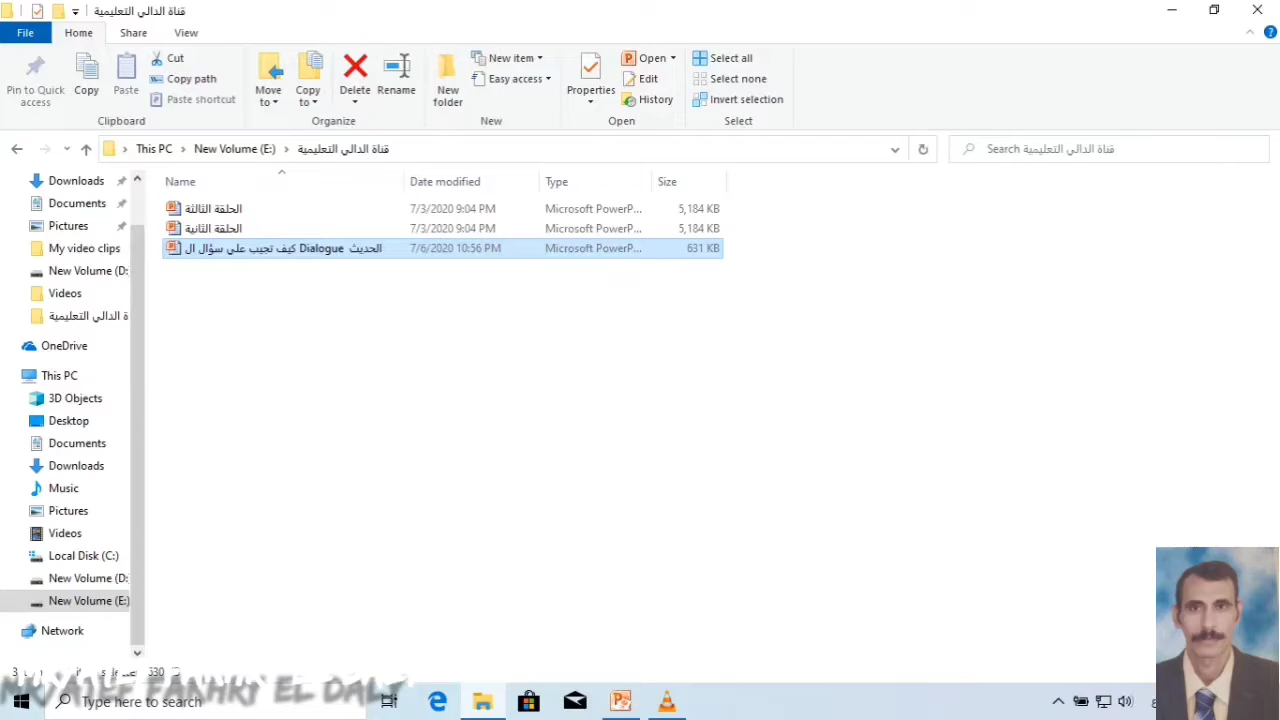 قناة الدالي التعليمية
File Home Share View
Pin to Quick access
Copy
Paste
Cut
Copy path
Paste shortcut
Clipboard
Move to
Copy to
Delete
Rename
Organize
New folder
New item
Easy access
New
Properties
Open
Edit
History
Open
Select all
Select none
Invert selection
Select
This PC New Volume (E:) قناة الدالي التعليمية
Search قناة الدالي التعليمية
Name Date modified Type Size
الحلقة الثالثة 7/3/2020 9:04 PM Microsoft PowerP... 5,184 KB
الحلقة الثانية 7/3/2020 9:04 PM Microsoft PowerP... 5,184 KB
الحديث Dialogue كيف تجيب علي سؤال ال 7/6/2020 10:56 PM Microsoft PowerP... 631 KB
Downloads
Documents
Pictures
My video clips
New Volume (D:
Videos
ة الدالي التعليمية
OneDrive
This PC
3D Objects
Desktop
Documents
Downloads
Music
Pictures
Videos
Local Disk (C:)
New Volume (D:
New Volume (E:)
Network
EL DALI
Type here to search